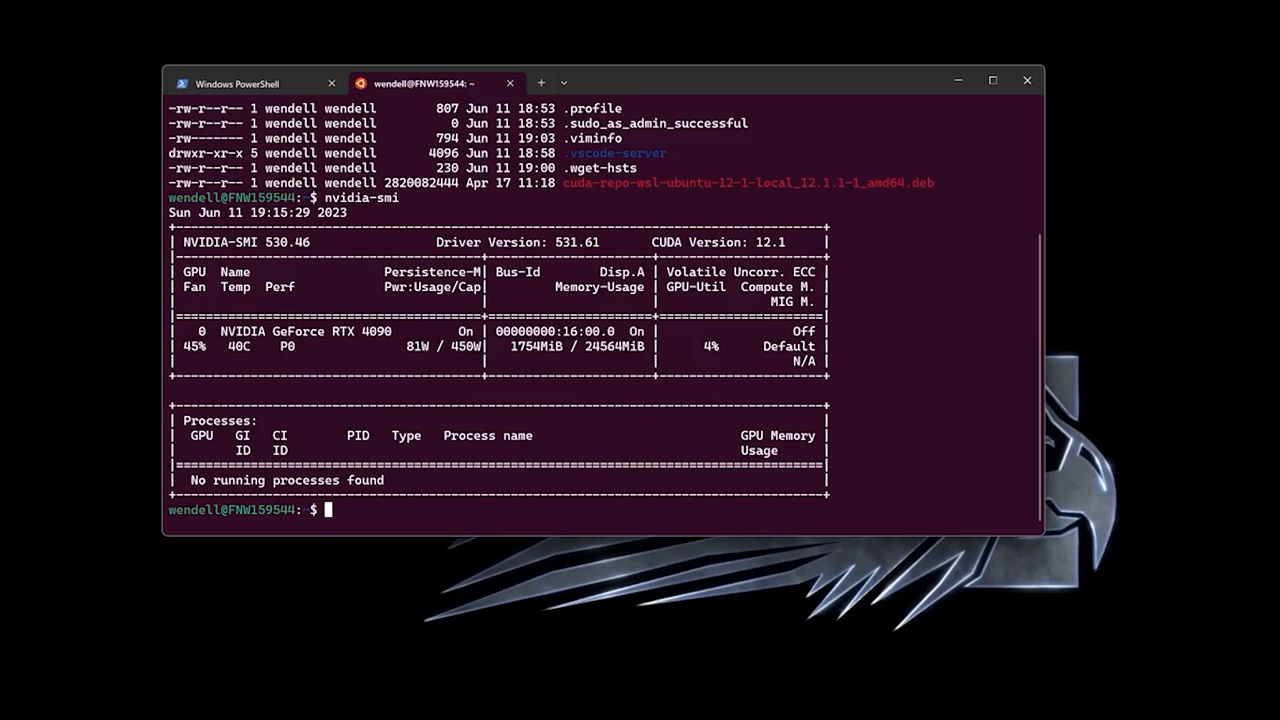 Windows PowerShell
wendell@FNW159544: ~
-rw-r--r-- 1 wendell wendell        807 Jun 11 18:53 .profile
-rw-r--r-- 1 wendell wendell          0 Jun 11 18:53 .sudo_as_admin_successful
-rw------- 1 wendell wendell        794 Jun 11 19:03 .viminfo
drwxr-xr-x 5 wendell wendell       4096 Jun 11 18:58 .vscode-server
-rw-r--r-- 1 wendell wendell        230 Jun 11 19:00 .wget-hsts
-rw-r--r-- 1 wendell wendell 2820082444 Apr 17 11:18 cuda-repo-wsl-ubuntu-12-1-local_12.1.1-1_amd64.deb
wendell@FNW159544:~$ nvidia-smi
Sun Jun 11 19:15:29 2023
+-----------------------------------------------------------------------------------------+
| NVIDIA-SMI 530.46                 Driver Version: 531.61       CUDA Version: 12.1     |
|-----------------------------------------+----------------------+----------------------+
| GPU  Name                  Persistence-M| Bus-Id        Disp.A | Volatile Uncorr. ECC |
| Fan  Temp  Perf            Pwr:Usage/Cap|         Memory-Usage | GPU-Util  Compute M. |
|                                         |                      |               MIG M. |
|=========================================+======================+======================|
|   0  NVIDIA GeForce RTX 4090          On| 00000000:16:00.0  On |                  Off |
| 45%   40C    P0               81W / 450W|   1754MiB / 24564MiB |      4%      Default |
|                                         |                      |                  N/A |
+-----------------------------------------+----------------------+----------------------+
+-----------------------------------------------------------------------------------------+
| Processes:                                                                            |
|  GPU   GI   CI        PID   Type   Process name                            GPU Memory |
|        ID   ID                                                             Usage      |
|=======================================================================================|
|  No running processes found                                                           |
+-----------------------------------------------------------------------------------------+
wendell@FNW159544:~$